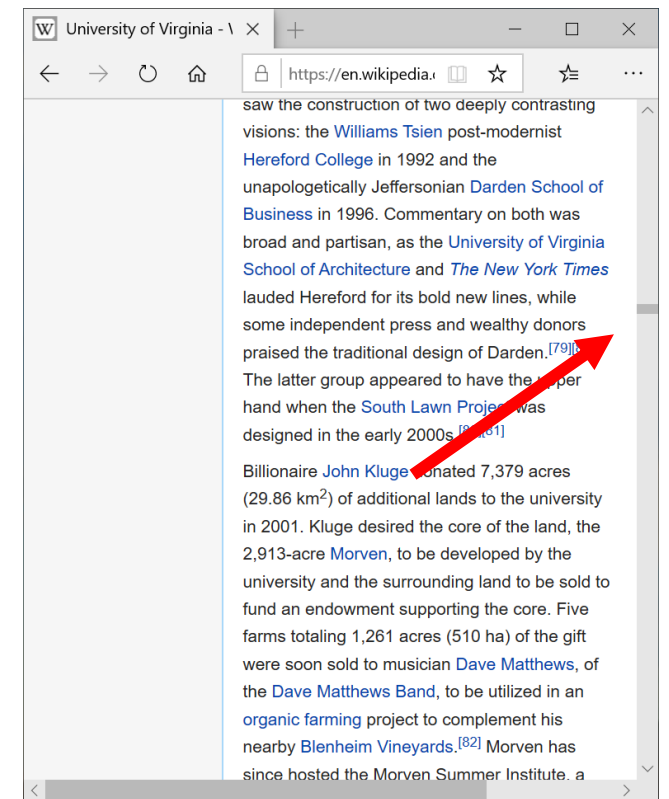 W University of Virginia - \
https://en.wikipedia.
saw the construction of two deeply contrasting
visions: the Williams Tsien post-modernist
Hereford College in 1992 and the
unapologetically Jeffersonian Darden School of
Business in 1996. Commentary on both was
broad and partisan, as the University of Virginia
School of Architecture and The New York Times
lauded Hereford for its bold new lines, while
some independent press and wealthy donors
praised the traditional design of Darden.[79]
The latter group appeared to have the upper
hand when the South Lawn Project was
designed in the early 2000s.
Billionaire John Kluge donated 7,379 acres
(29.86 km2) of additional lands to the university
in 2001. Kluge desired the core of the land, the
2,913-acre Morven, to be developed by the
university and the surrounding land to be sold to
fund an endowment supporting the core. Five
farms totaling 1,261 acres (510 ha) of the gift
were soon sold to musician Dave Matthews, of
the Dave Matthews Band, to be utilized in an
organic farming project to complement his
nearby Blenheim Vineyards.[82] Morven has
since hosted the Morven Summer Institute, a